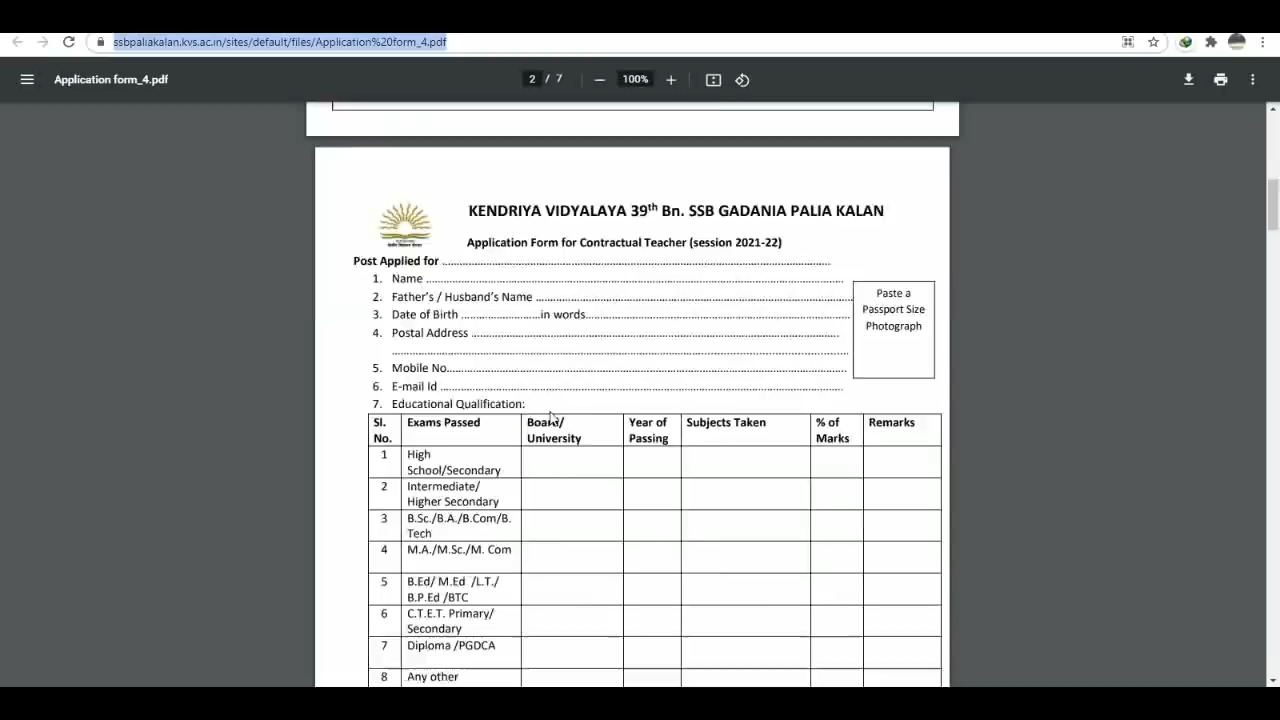 ssbpaliakalan.kvs.ac.in/sites/default/files/Application%20form_4.pdf
Application form_4.pdf
2 / 7
100%
KENDRIYA VIDYALAYA 39th Bn. SSB GADANIA PALIA KALAN
Application Form for Contractual Teacher (session 2021-22)
Post Applied for ................................................................
1. Name ................................................................
2. Father's / Husband's Name ................................................................
3. Date of Birth ..........................in words................................................................
4. Postal Address ................................................................
................................................................
5. Mobile No................................................................
6. E-mail Id ................................................................
Paste a
Passport Size
Photograph
7. Educational Qualification:
Sl. No. Exams Passed Board/ University Year of Passing Subjects Taken % of Marks Remarks
1 High School/Secondary
2 Intermediate/ Higher Secondary
3 B.Sc./B.A./B.Com/B. Tech
4 M.A./M.Sc./M. Com
5 B.Ed/ M.Ed /L.T./ B.P.Ed /BTC
6 C.T.E.T. Primary/ Secondary
7 Diploma /PGDCA
8 Any other